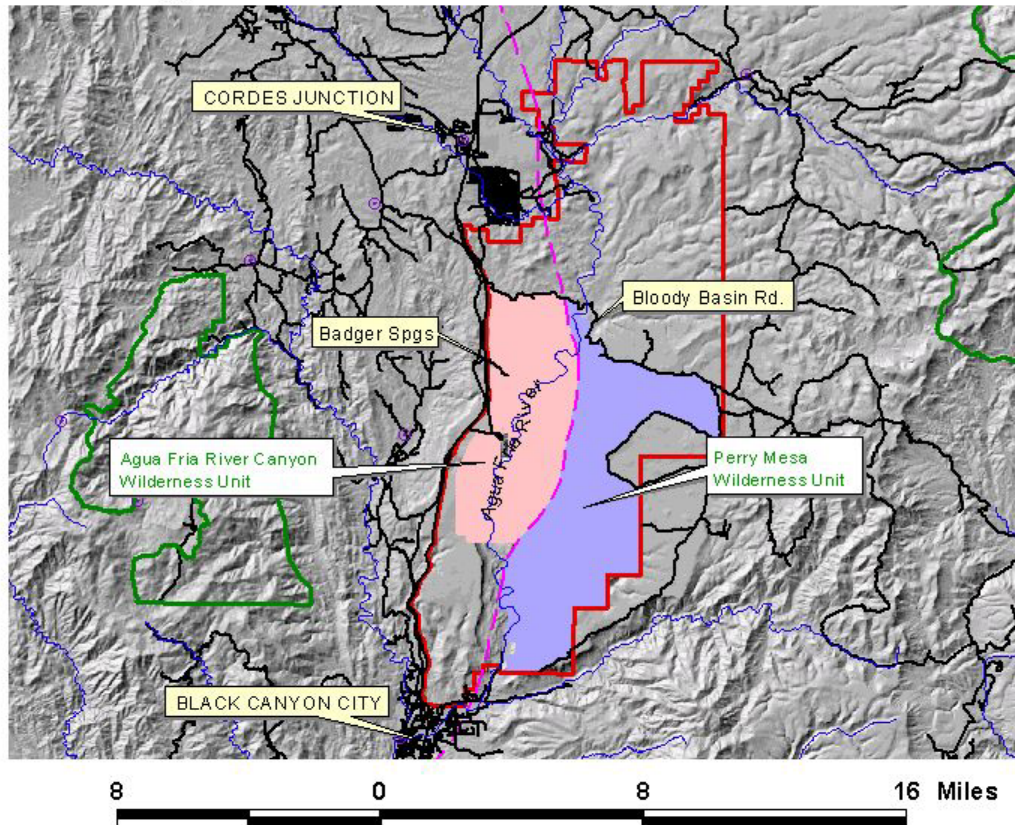 CORDES JUNCTION
Bloody Basin Rd.
Badger Spgs
Agua Fria River
Agua Fria River Canyon
Wilderness Unit
Perry Mesa
Wilderness Unit
BLACK CANYON CITY
8 0 8 16 Miles